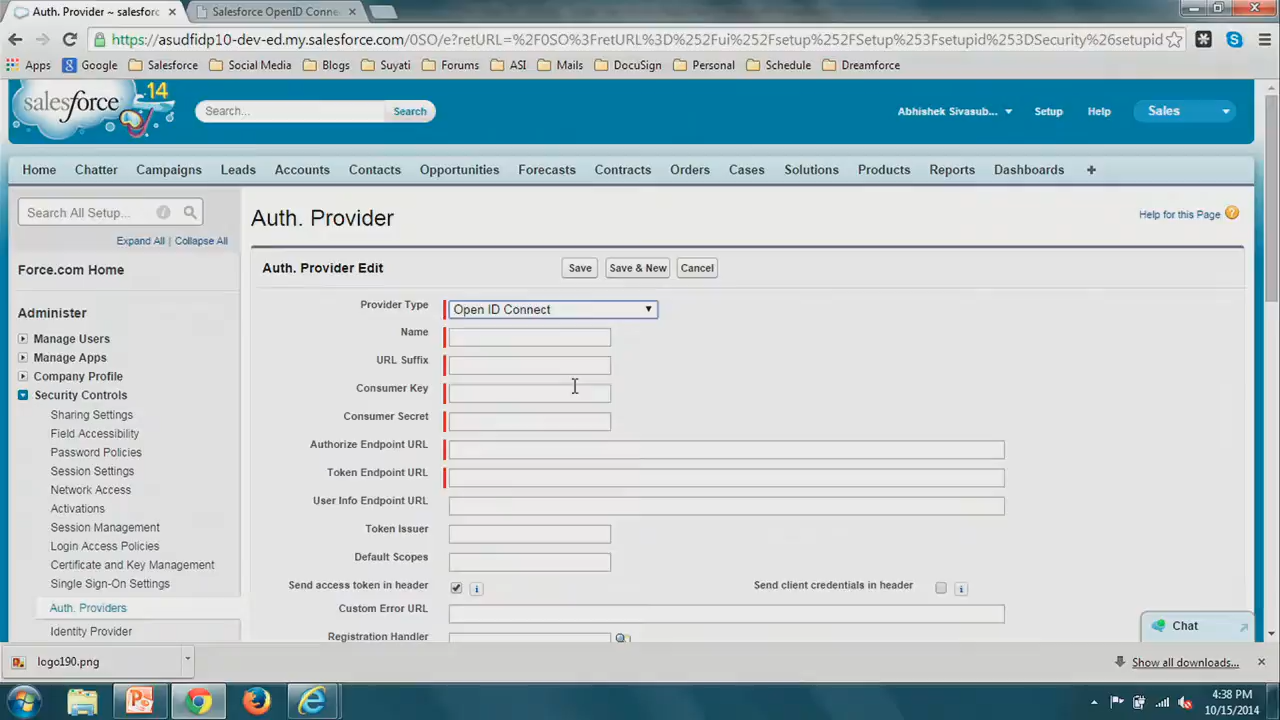 Auth. Provider ~ salesforc
Salesforce OpenID Conne
https://asudfidp10-dev-ed.my.salesforce.com/0SO/e?retURL=%2F0SO%3FretURL%3D%252Fui%252Fsetup%252FSetup%253Fsetupid%253DSecurity%26setupid
Apps Google Salesforce Social Media Blogs Suyati Forums ASI Mails DocuSign Personal Schedule Dreamforce
salesforce '14
Search... Search
Abhishek Sivasub... Setup Help Sales
Home Chatter Campaigns Leads Accounts Contacts Opportunities Forecasts Contracts Orders Cases Solutions Products Reports Dashboards +
Search All Setup... i
Expand All | Collapse All
Force.com Home
Administer
Manage Users
Manage Apps
Company Profile
Security Controls
Sharing Settings
Field Accessibility
Password Policies
Session Settings
Network Access
Activations
Session Management
Login Access Policies
Certificate and Key Management
Single Sign-On Settings
Auth. Providers
Identity Provider
Auth. Provider
Help for this Page ?
Auth. Provider Edit Save Save & New Cancel
Provider Type Open ID Connect
Name
URL Suffix
Consumer Key
Consumer Secret
Authorize Endpoint URL
Token Endpoint URL
User Info Endpoint URL
Token Issuer
Default Scopes
Send access token in header i Send client credentials in header i
Custom Error URL
Registration Handler
Chat
logo190.png
Show all downloads...
4:38 PM
10/15/2014